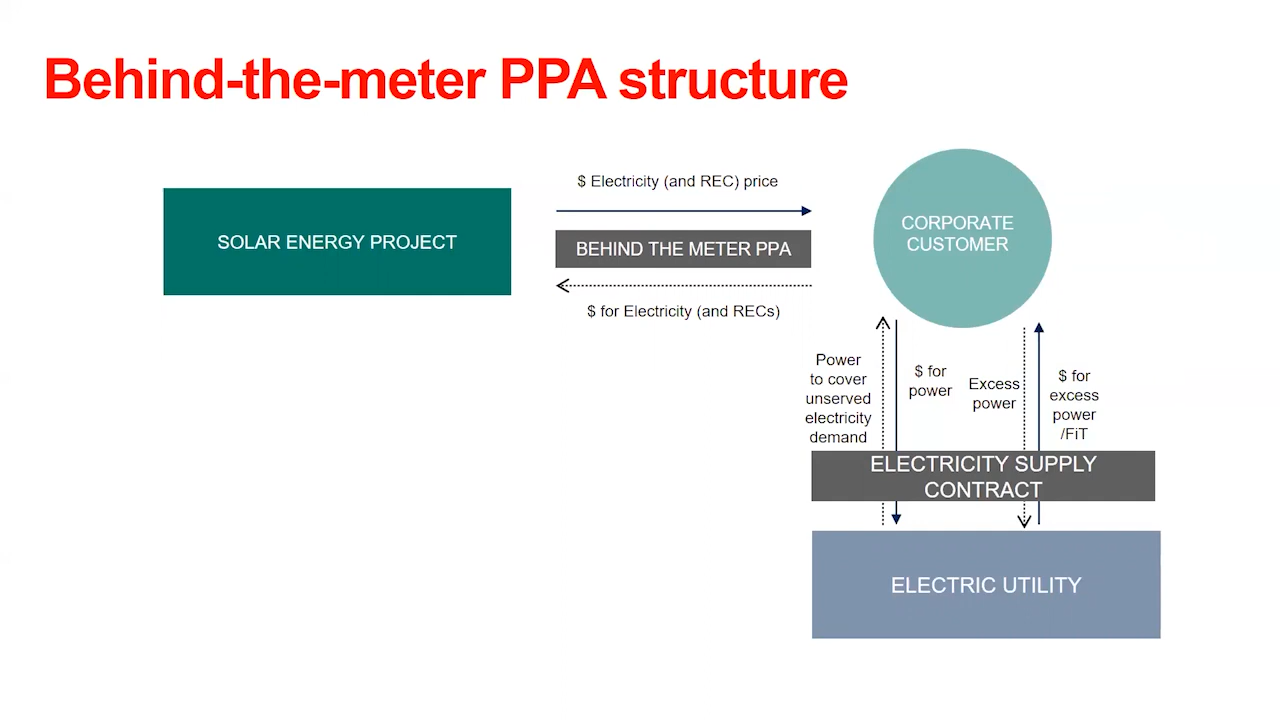 Behind-the-meter PPA structure
$ Electricity (and REC) price
SOLAR ENERGY PROJECT
BEHIND THE METER PPA
$ for Electricity (and RECs)
CORPORATE
CUSTOMER
Power
to cover
unserved
electricity
demand
$ for
power
Excess
power
$ for
excess
power
/FiT
ELECTRICITY SUPPLY
CONTRACT
ELECTRIC UTILITY